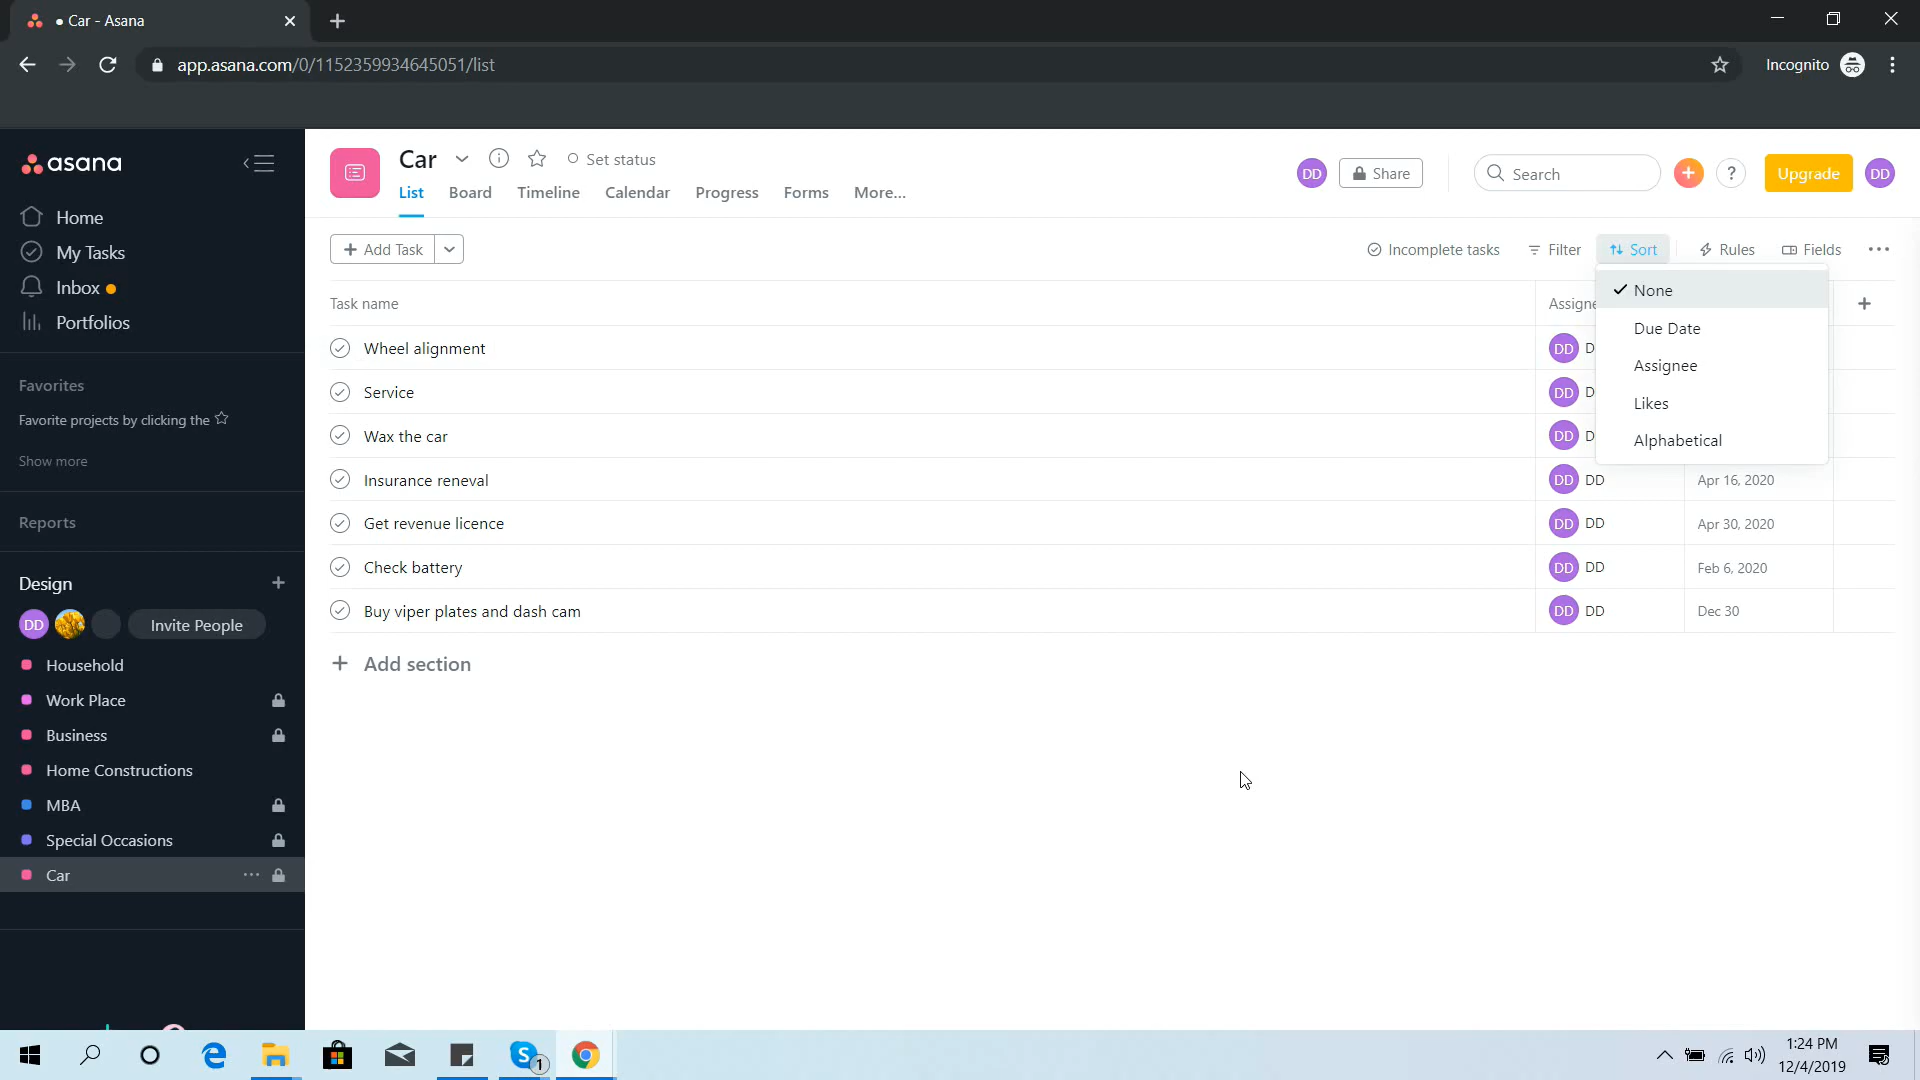 ● Car - Asana
app.asana.com/0/1152359934645051/list
Incognito
asana
Home
My Tasks
Inbox
Portfolios
Favorites
Favorite projects by clicking the
Show more
Reports
Design
DD
Invite People
Household
Work Place
Business
Home Constructions
MBA
Special Occasions
Car
Car
Set status
List Board Timeline Calendar Progress Forms More...
DD
Share
Search
?
Upgrade
DD
Add Task
Incomplete tasks
Filter
Sort
Rules
Fields
None
Due Date
Assignee
Likes
Alphabetical
Task name
Assigne
Wheel alignment DD D
Service DD D
Wax the car DD D
Insurance reneval DD DD Apr 16, 2020
Get revenue licence DD DD Apr 30, 2020
Check battery DD DD Feb 6, 2020
Buy viper plates and dash cam DD DD Dec 30
Add section
S 1
1:24 PM
12/4/2019